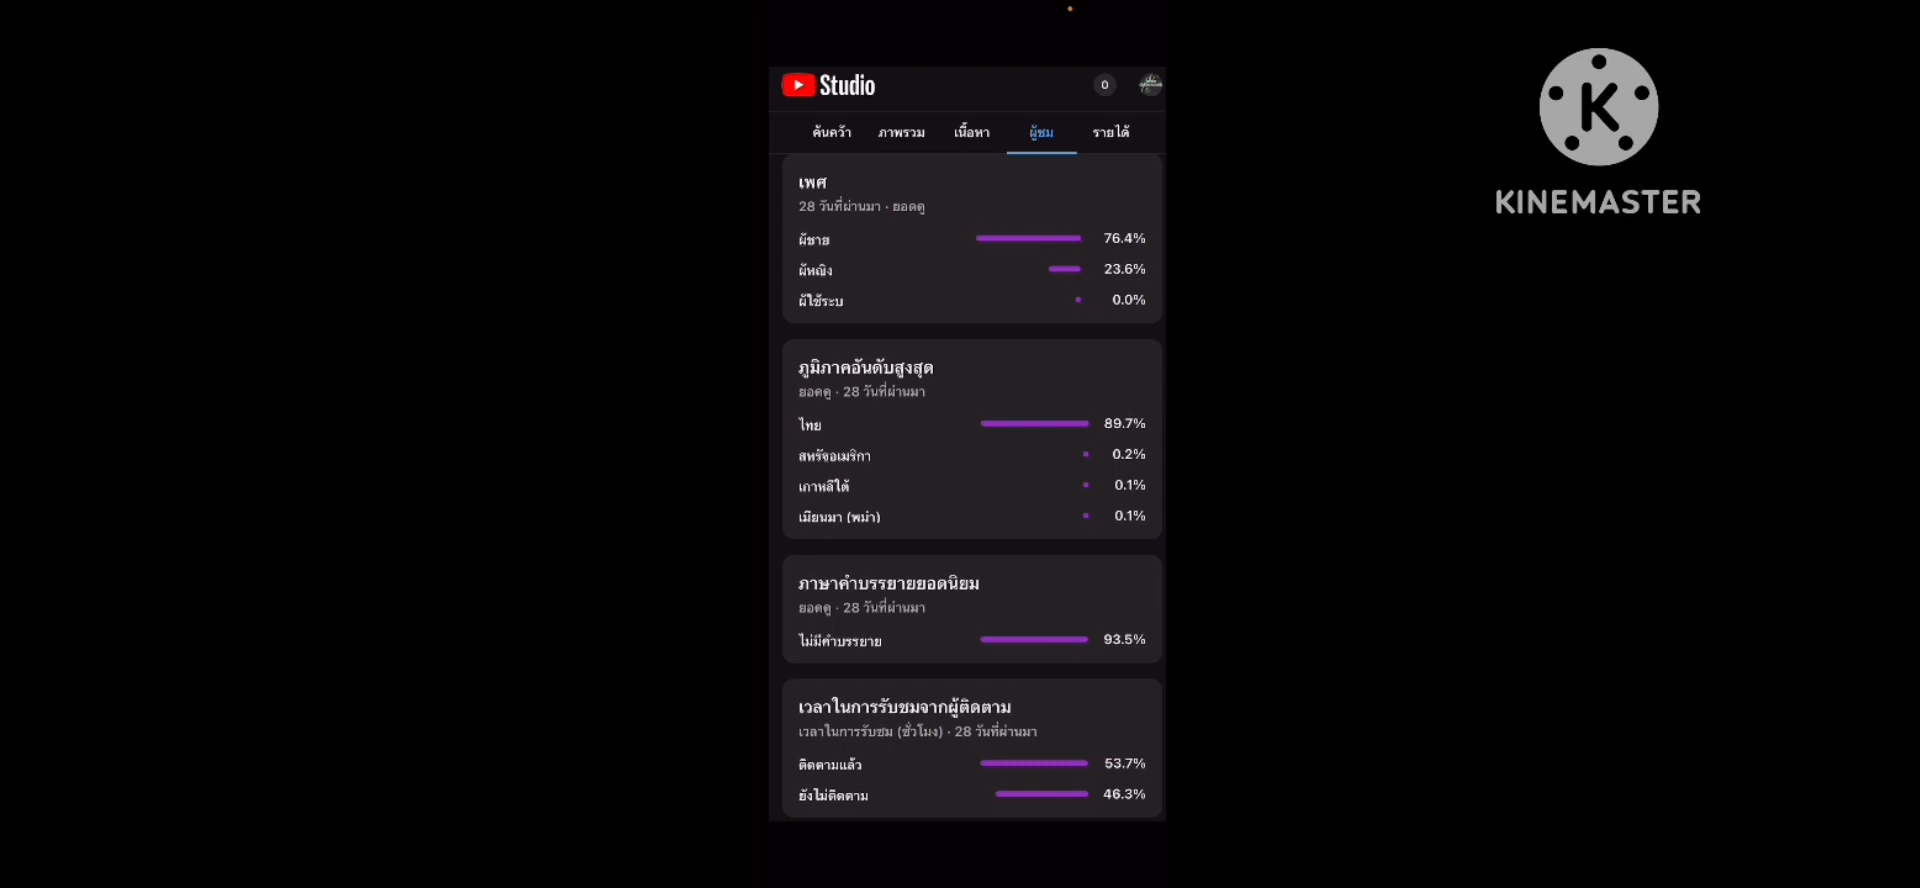 Studio
0
ค้นคว้า ภาพรวม เนื้อหา ผู้ชม รายได้
เพศ
28 วันที่ผ่านมา · ยอดดู
ผู้ชาย 76.4%
ผู้หญิง 23.6%
ผู้ใช้ระบุ 0.0%
ภูมิภาคอันดับสูงสุด
ยอดดู · 28 วันที่ผ่านมา
ไทย 89.7%
สหรัฐอเมริกา 0.2%
เกาหลีใต้ 0.1%
เมียนมา (พม่า) 0.1%
ภาษาคำบรรยายยอดนิยม
ยอดดู · 28 วันที่ผ่านมา
ไม่มีคำบรรยาย 93.5%
เวลาในการรับชมจากผู้ติดตาม
เวลาในการรับชม (ชั่วโมง) · 28 วันที่ผ่านมา
ติดตามแล้ว 53.7%
ยังไม่ติดตาม 46.3%
K
KINEMASTER